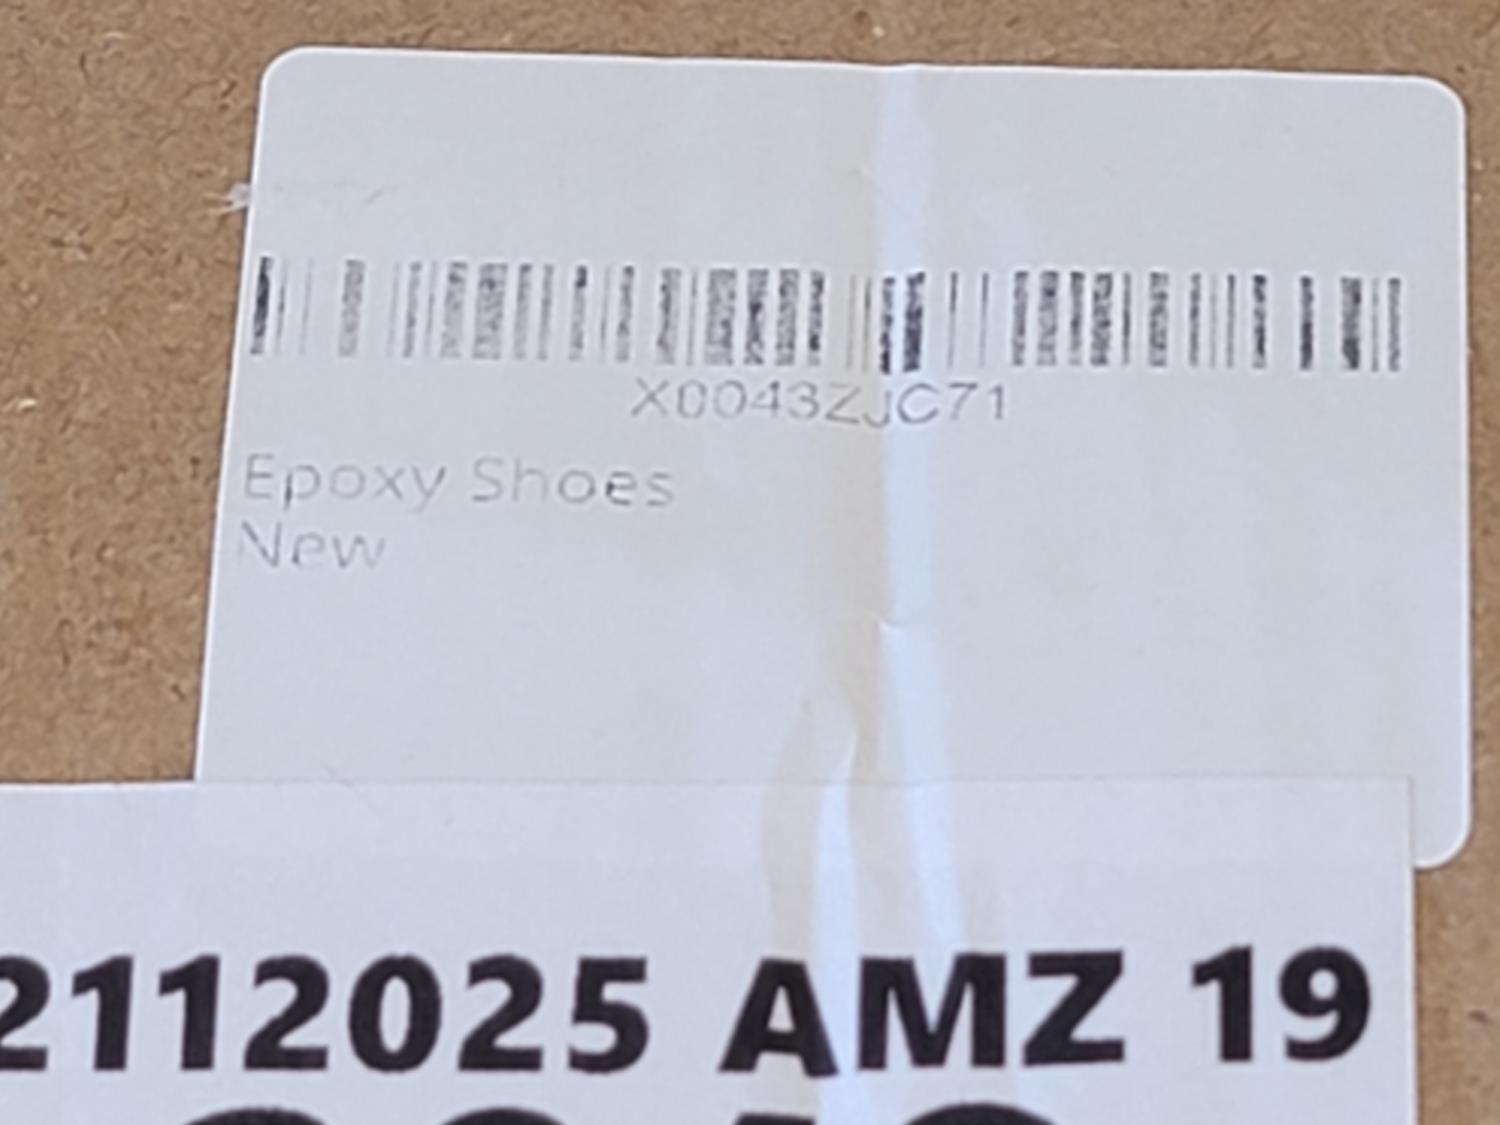 X0043ZJC71
Epoxy Shoes
New
2112025 AMZ 19